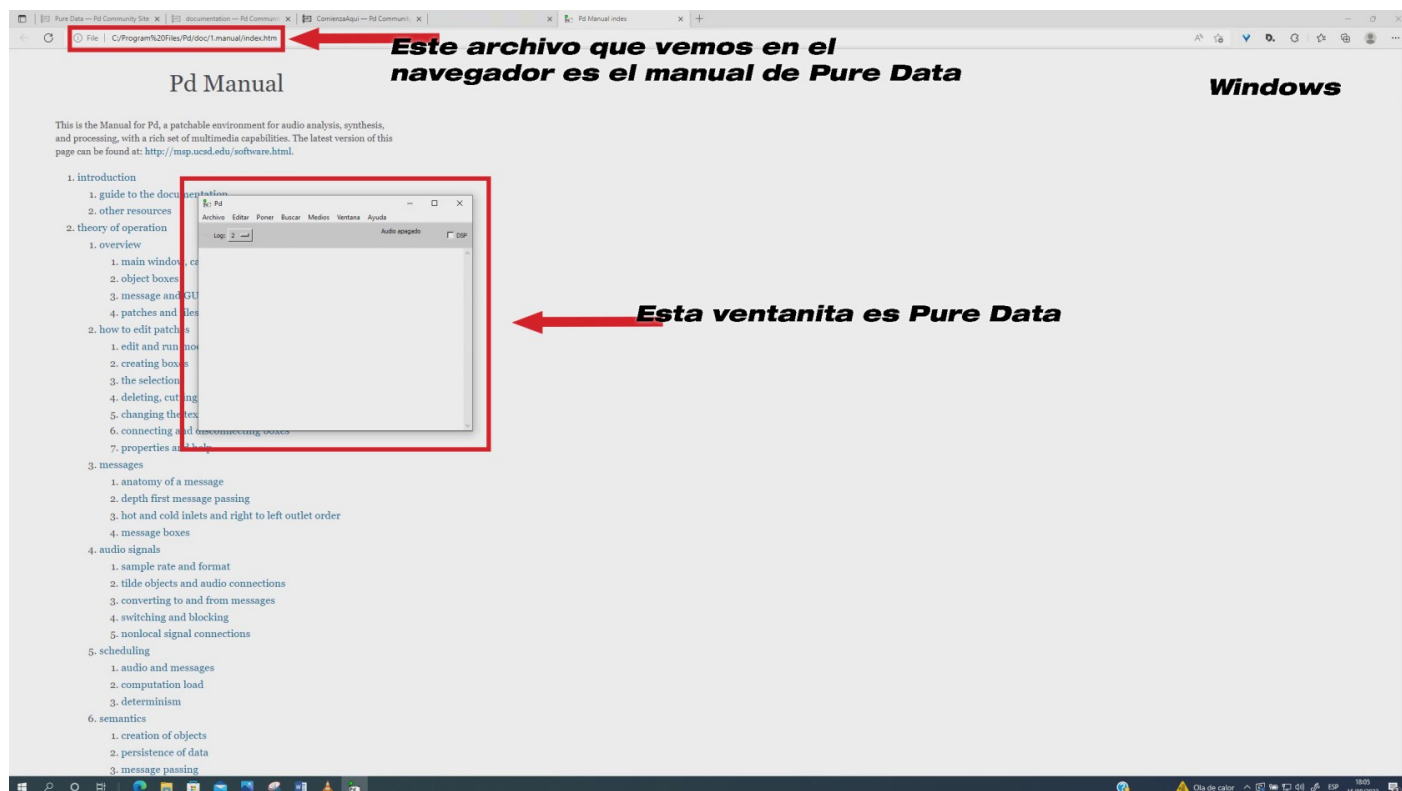 Pure Data — Pd Community Site
documentation — Pd Communi
ComienzaAqui — Pd Communi
Pd Manual index
File | C:/Program%20Files/Pd/doc/1.manual/index.htm
Este archivo que vemos en el
navegador es el manual de Pure Data
Windows
Pd Manual
This is the Manual for Pd, a patchable environment for audio analysis, synthesis,
and processing, with a rich set of multimedia capabilities. The latest version of this
page can be found at: http://msp.ucsd.edu/software.html.
1. introduction
1. guide to the documentation
2. other resources
2. theory of operation
1. overview
1. main window, ca
2. object boxes
3. message and GU
4. patches and files
2. how to edit patches
1. edit and run mo
2. creating boxes
3. the selection
4. deleting, cutting
5. changing the tex
6. connecting and disconnecting boxes
7. properties and help
Pd
Archivo Editar Poner Buscar Medios Ventana Ayuda
Log: 2
Audio apagado
DSP
Esta ventanita es Pure Data
3. messages
1. anatomy of a message
2. depth first message passing
3. hot and cold inlets and right to left outlet order
4. message boxes
4. audio signals
1. sample rate and format
2. tilde objects and audio connections
3. converting to and from messages
4. switching and blocking
5. nonlocal signal connections
5. scheduling
1. audio and messages
2. computation load
3. determinism
6. semantics
1. creation of objects
2. persistence of data
3. message passing
Ola de calor
ESP
18:05